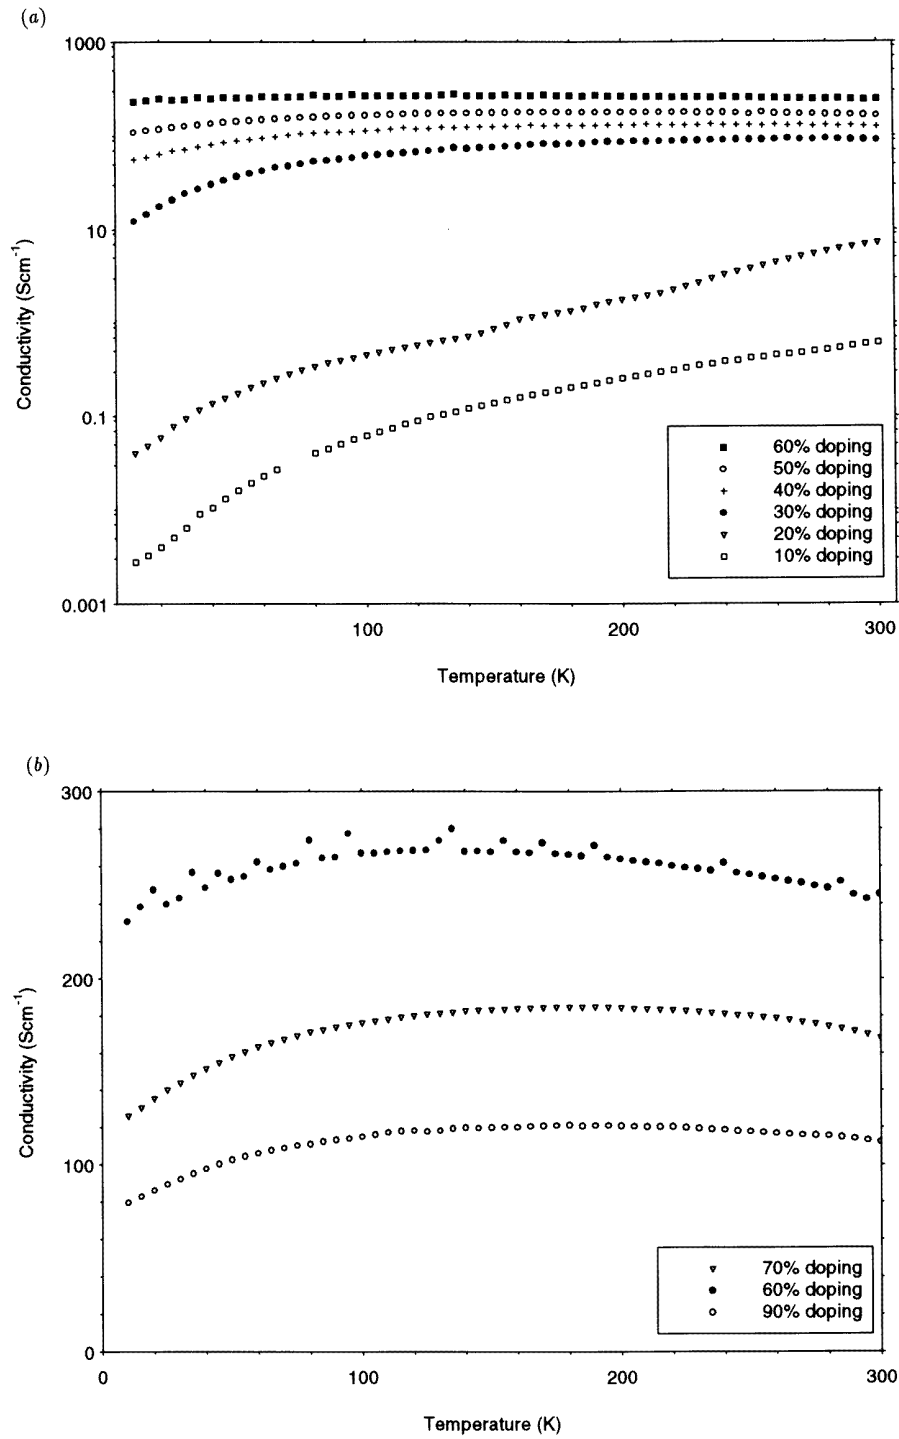 (a)
1000
10
0.1
0.001
Conductivity (Scm⁻¹)
60% doping
50% doping
40% doping
30% doping
20% doping
10% doping
100
200
300
Temperature (K)
(b)
300
200
100
0
Conductivity (Scm⁻¹)
70% doping
60% doping
90% doping
0
100
200
300
Temperature (K)